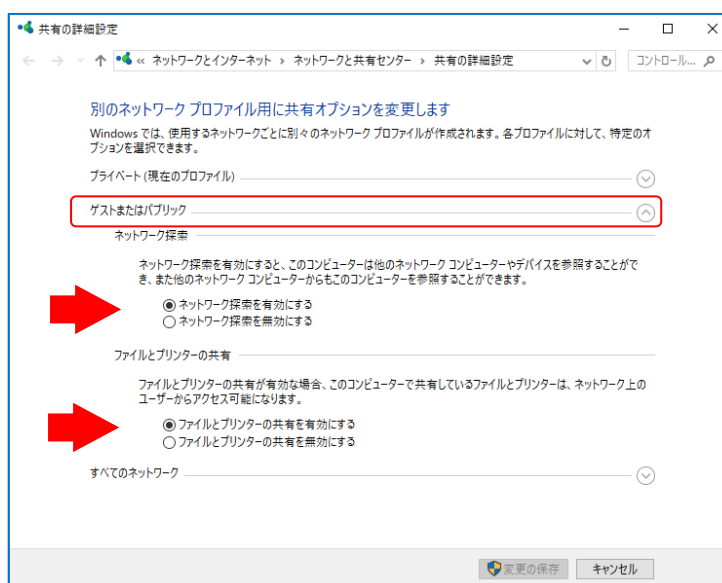 共有の詳細設定
« ネットワークとインターネット › ネットワークと共有センター › 共有の詳細設定
コントロール...
別のネットワーク プロファイル用に共有オプションを変更します
Windows では、使用するネットワークごとに別々のネットワーク プロファイルが作成されます。各プロファイルに対して、特定のオ
プションを選択できます。
プライベート (現在のプロファイル)
ゲストまたはパブリック
ネットワーク探索
ネットワーク探索を有効にすると、このコンピューターは他のネットワーク コンピューターやデバイスを参照することがで
き、また他のネットワーク コンピューターからもこのコンピューターを参照することができます。
ネットワーク探索を有効にする
ネットワーク探索を無効にする
ファイルとプリンターの共有
ファイルとプリンターの共有が有効な場合、このコンピューターで共有しているファイルとプリンターは、ネットワーク上の
ユーザーからアクセス可能になります。
ファイルとプリンターの共有を有効にする
ファイルとプリンターの共有を無効にする
すべてのネットワーク
変更の保存
キャンセル